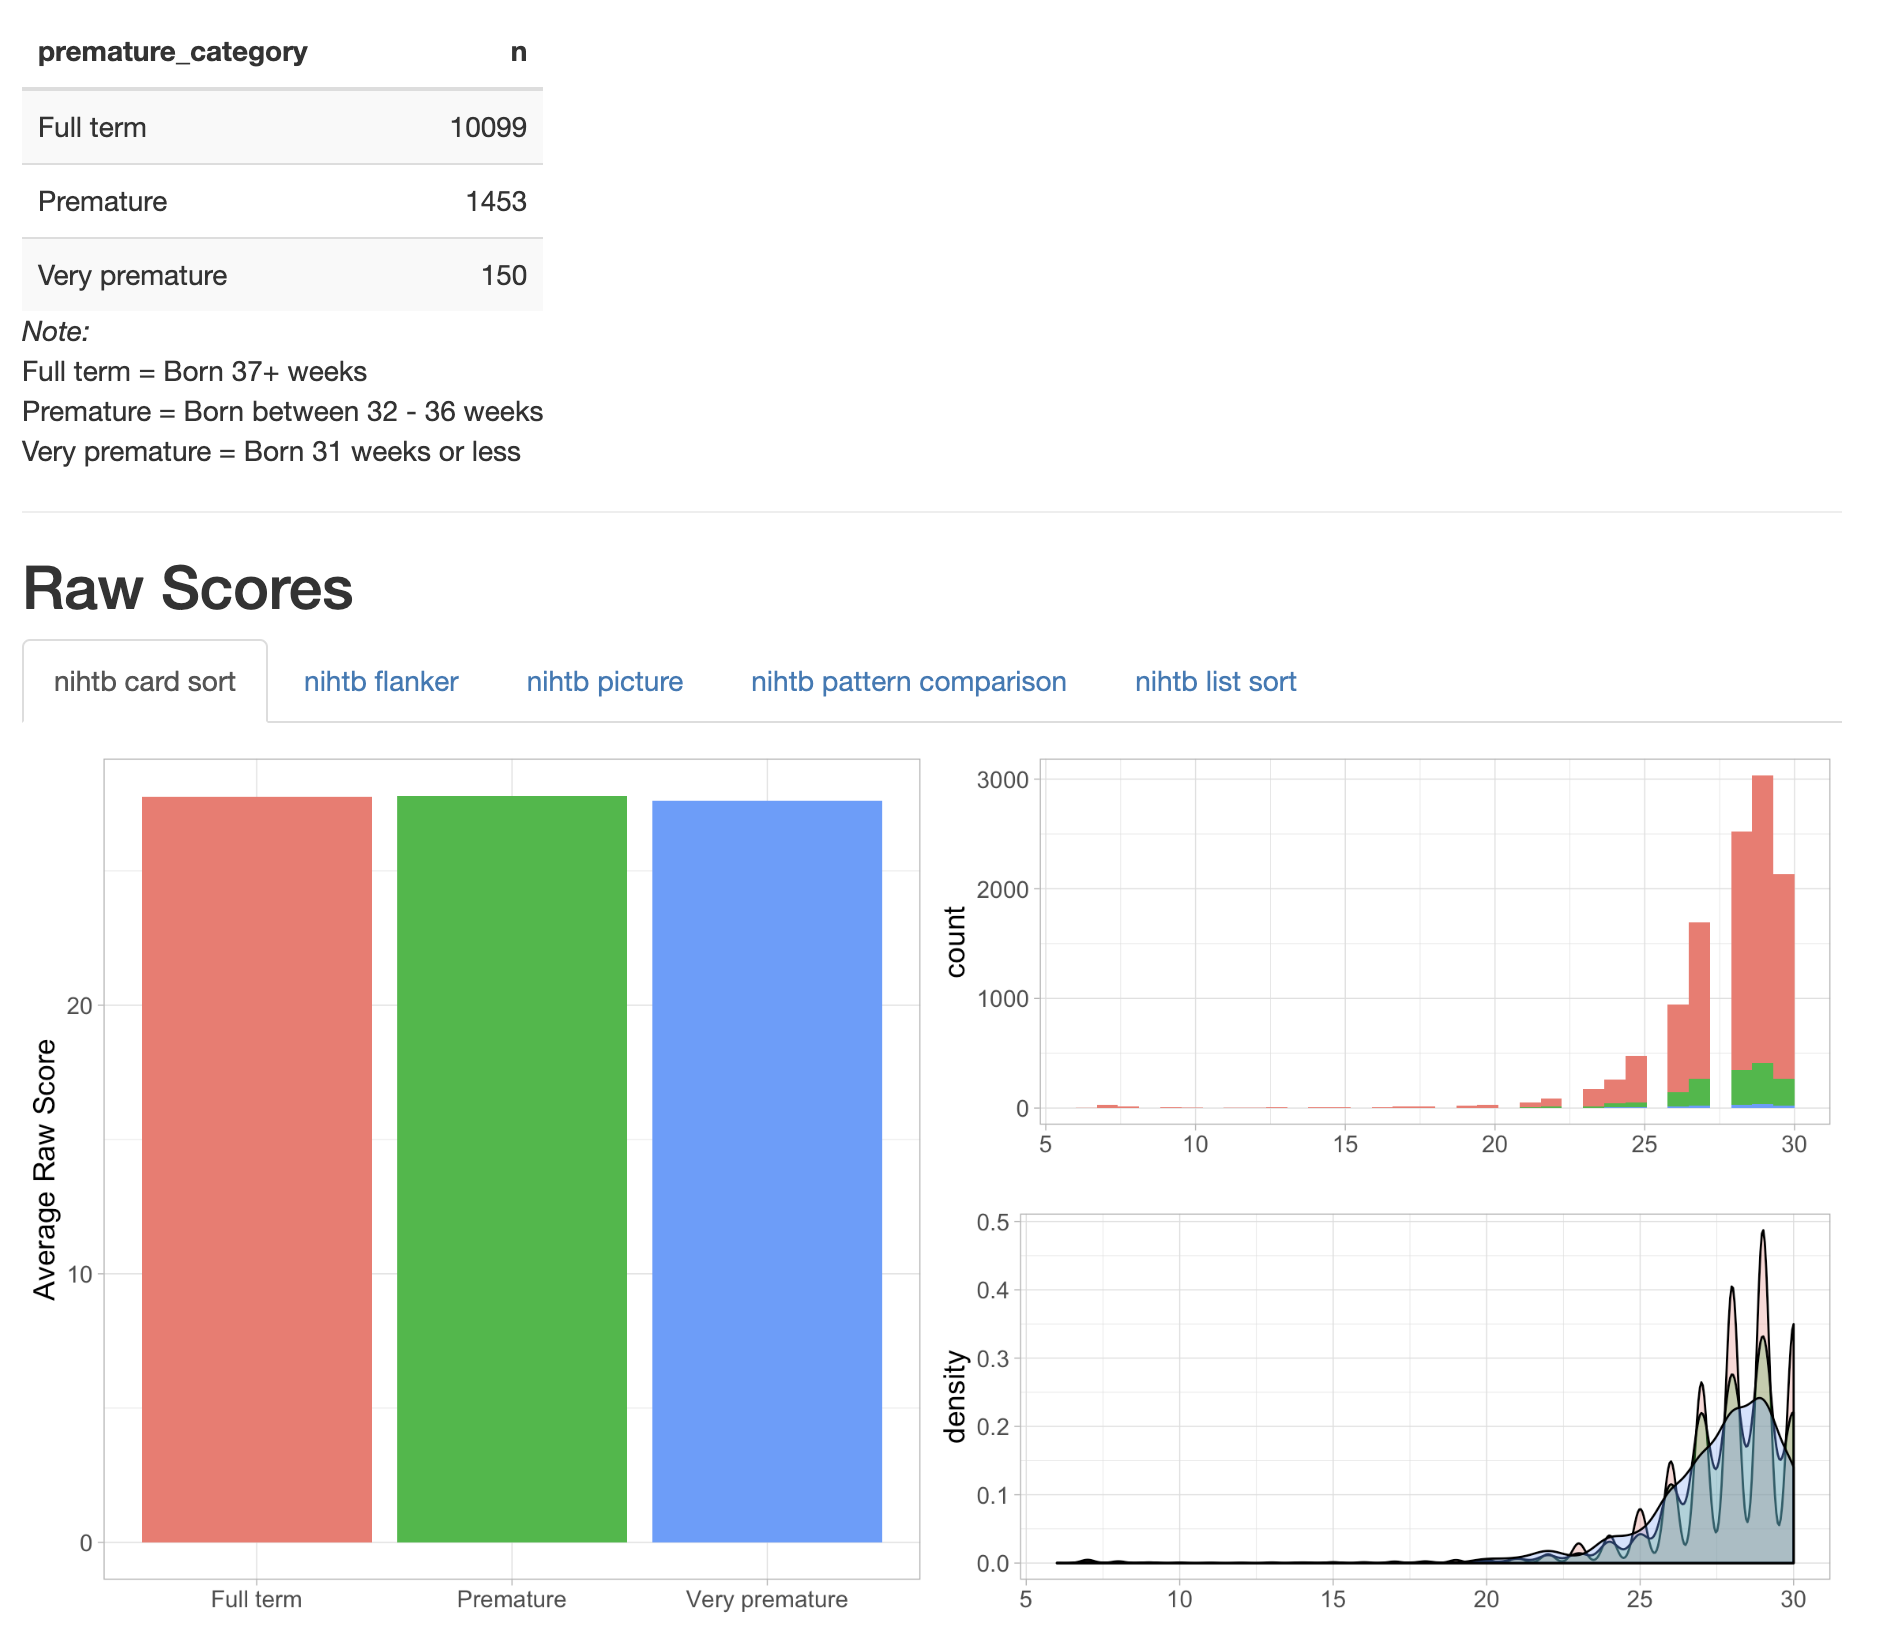 premature_category n
Full term 10099
Premature 1453
Very premature 150
Note:
Full term = Born 37+ weeks
Premature = Born between 32 - 36 weeks
Very premature = Born 31 weeks or less
Raw Scores
nihtb card sort nihtb flanker nihtb picture nihtb pattern comparison nihtb list sort
Average Raw Score
20
10
0
Full term Premature Very premature
count
3000
2000
1000
0
5 10 15 20 25 30
density
0.5
0.4
0.3
0.2
0.1
0.0
5 10 15 20 25 30